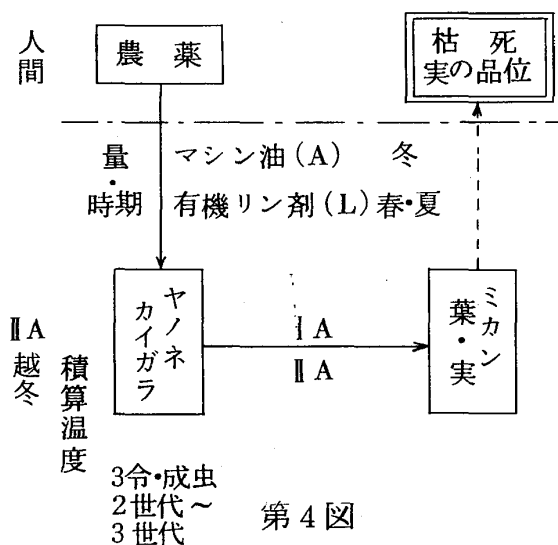 人間
農薬
枯死
実の品位
量・時期
マシン油(A) 冬
有機リン剤(L) 春・夏
ヤノネ
カイガラ
ⅠA
ⅡA
ミカン
葉・実
ⅡA
越冬
積算温度
3令・成虫
2世代~
3世代
第4図